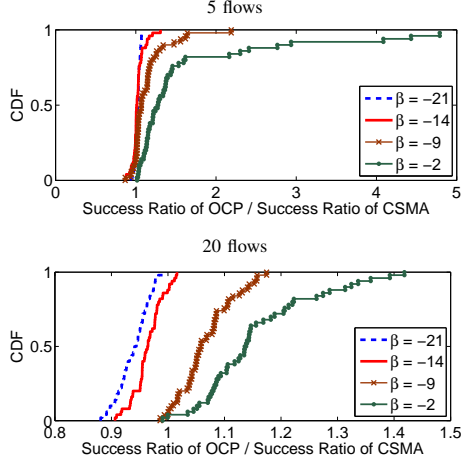 5 flows
CDF
1
0.5
0
β = −21
β = −14
β = −9
β = −2
0 1 2 3 4 5
Success Ratio of OCP / Success Ratio of CSMA
20 flows
CDF
1
0.5
0
β = −21
β = −14
β = −9
β = −2
0.8 0.9 1 1.1 1.2 1.3 1.4 1.5
Success Ratio of OCP / Success Ratio of CSMA